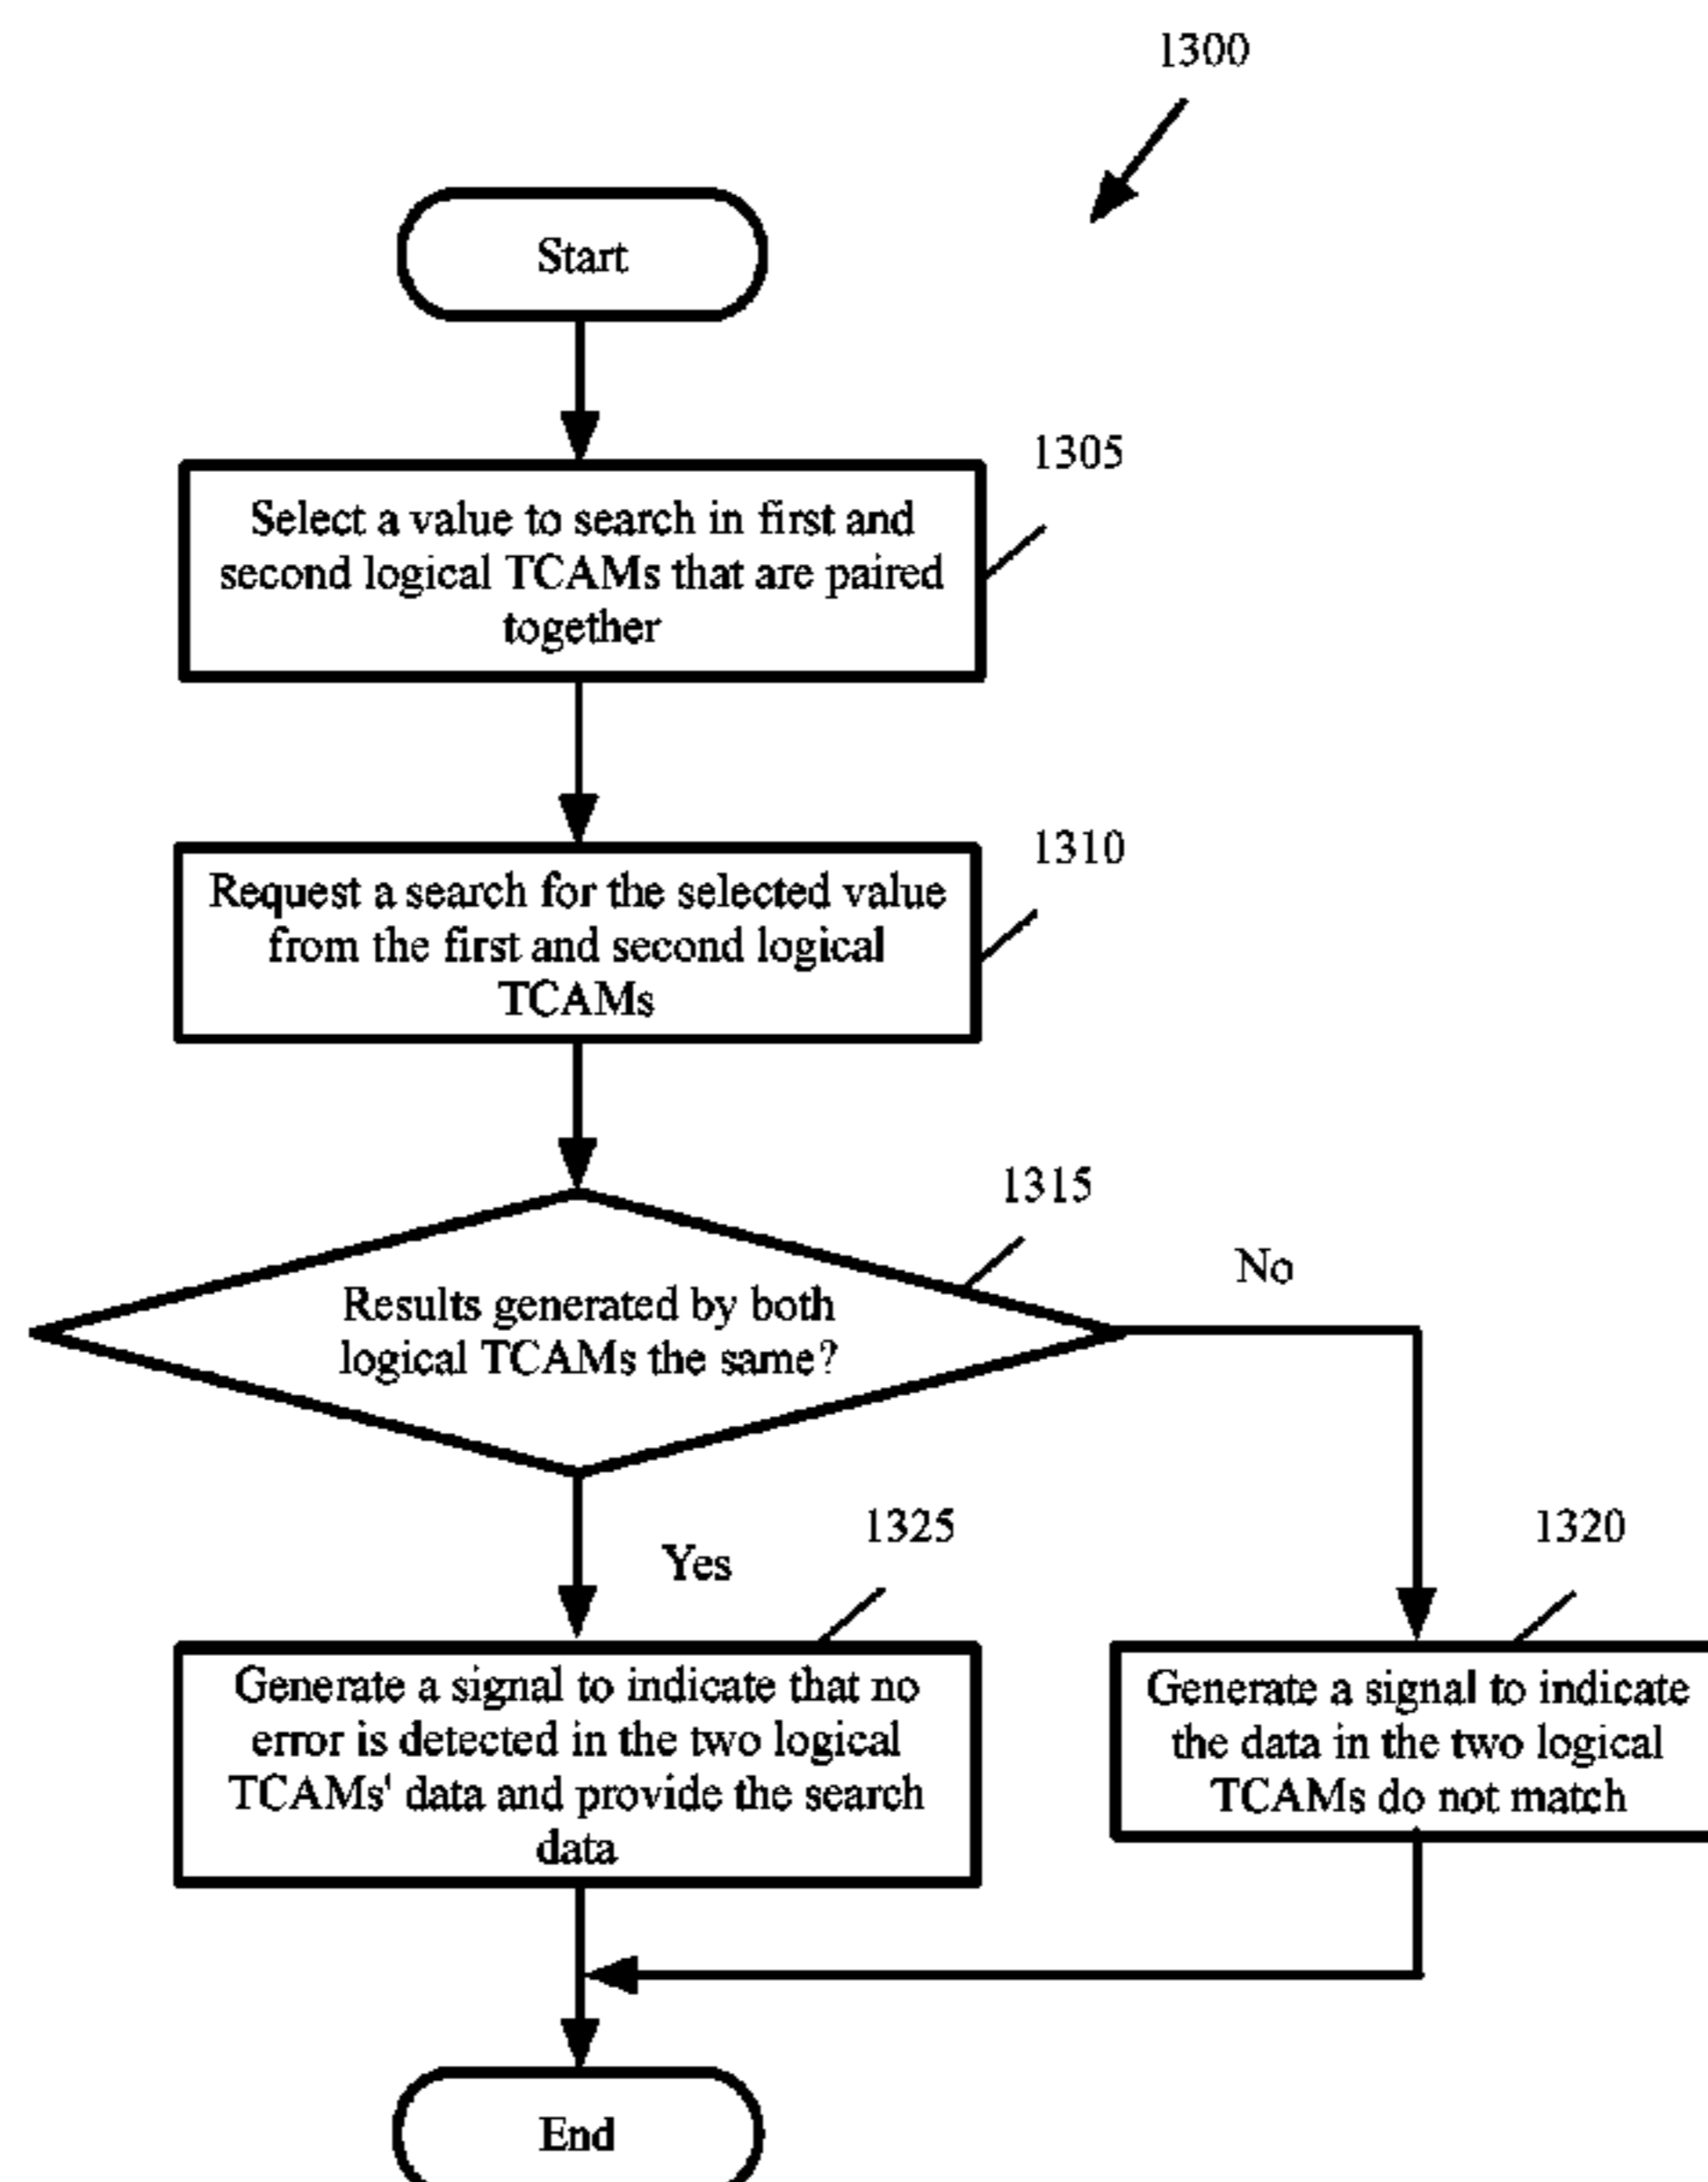 1300
Start
1305
Select a value to search in first and
second logical TCAMs that are paired
together
1310
Request a search for the selected value
from the first and second logical
TCAMs
1315
No
Results generated by both
logical TCAMs the same?
Yes
1325
1320
Generate a signal to indicate that no
error is detected in the two logical
TCAMs' data and provide the search
data
Generate a signal to indicate
the data in the two logical
TCAMs do not match
End